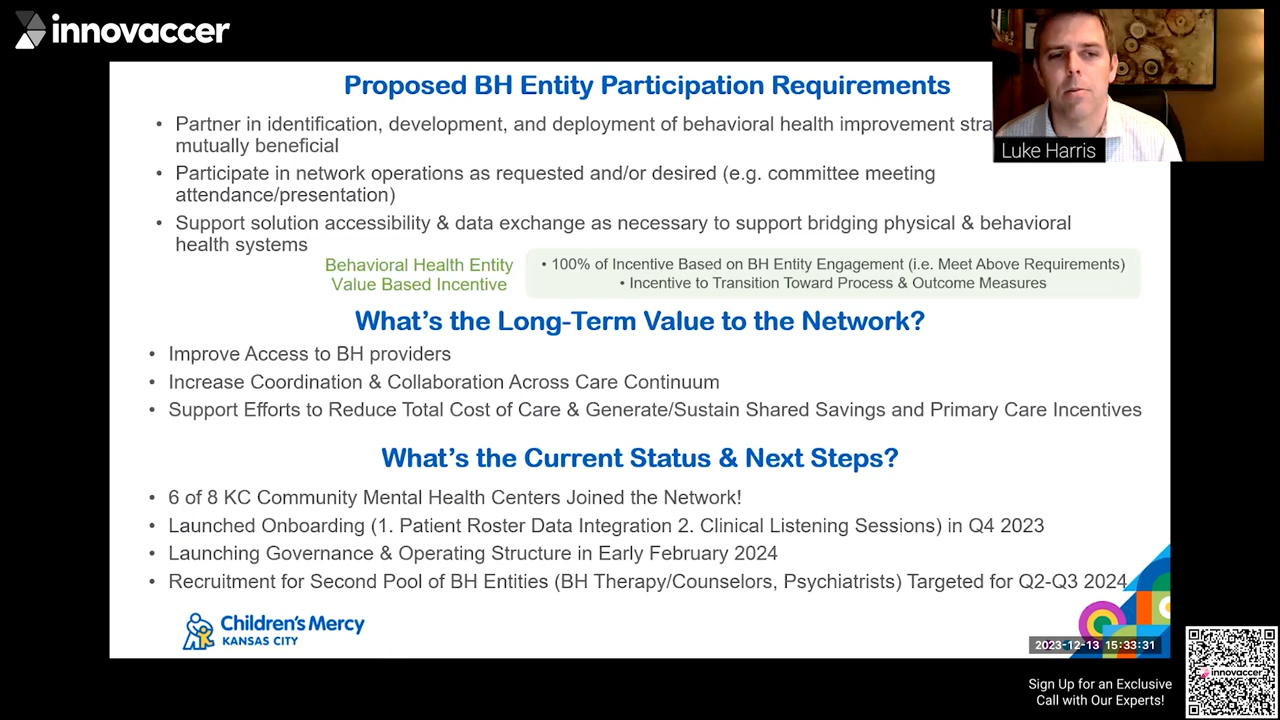 innovaccer
Proposed BH Entity Participation Requirements
• Partner in identification, development, and deployment of behavioral health improvement
mutually beneficial
Luke Harris
• Participate in network operations as requested and/or desired (e.g. committee meeting
attendance/presentation)
• Support solution accessibility & data exchange as necessary to support bridging physical & behavioral
health systems
Behavioral Health Entity
Value Based Incentive
• 100% of Incentive Based on BH Entity Engagement (i.e. Meet Above Requirements)
• Incentive to Transition Toward Process & Outcome Measures
What's the Long-Term Value to the Network?
• Improve Access to BH providers
• Increase Coordination & Collaboration Across Care Continuum
• Support Efforts to Reduce Total Cost of Care & Generate/Sustain Shared Savings and Primary Care Incentives
What's the Current Status & Next Steps?
• 6 of 8 KC Community Mental Health Centers Joined the Network!
• Launched Onboarding (1. Patient Roster Data Integration 2. Clinical Listening Sessions) in Q4 2023
• Launching Governance & Operating Structure in Early February 2024
• Recruitment for Second Pool of BH Entities (BH Therapy/Counselors, Psychiatrists) Targeted for Q2-Q3 2024
Children's Mercy
KANSAS CITY
2023-12-13 15:33:31
Sign Up for an Exclusive
Call with Our Experts!
innovaccer